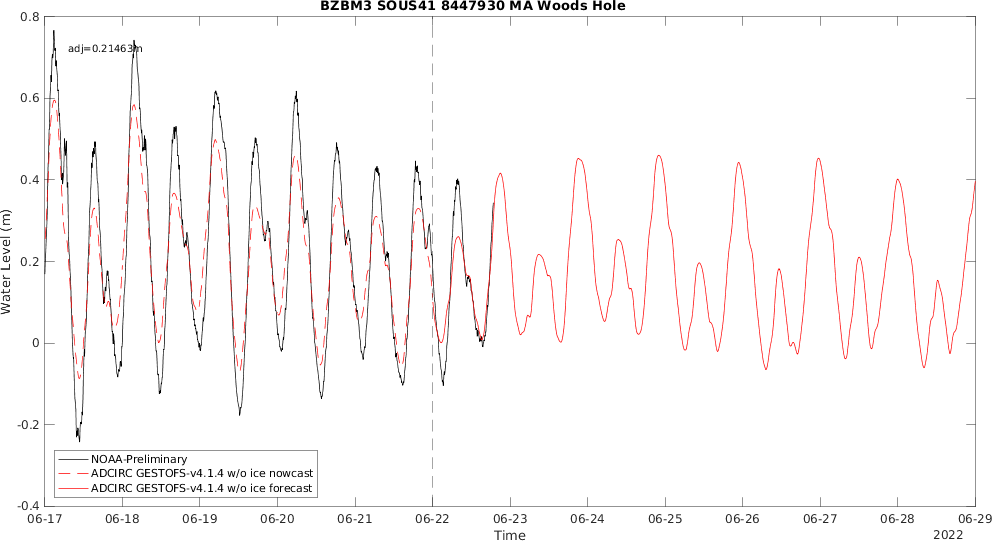 BZBM3 SOUS41 8447930 MA Woods Hole
adj=0.21463m
Water Level (m)
0.8
0.6
0.4
0.2
0
-0.2
-0.4
NOAA-Preliminary
ADCIRC GESTOFS-v4.1.4 w/o ice nowcast
ADCIRC GESTOFS-v4.1.4 w/o ice forecast
06-17 06-18 06-19 06-20 06-21 06-22 06-23 06-24 06-25 06-26 06-27 06-28 06-29
Time
2022